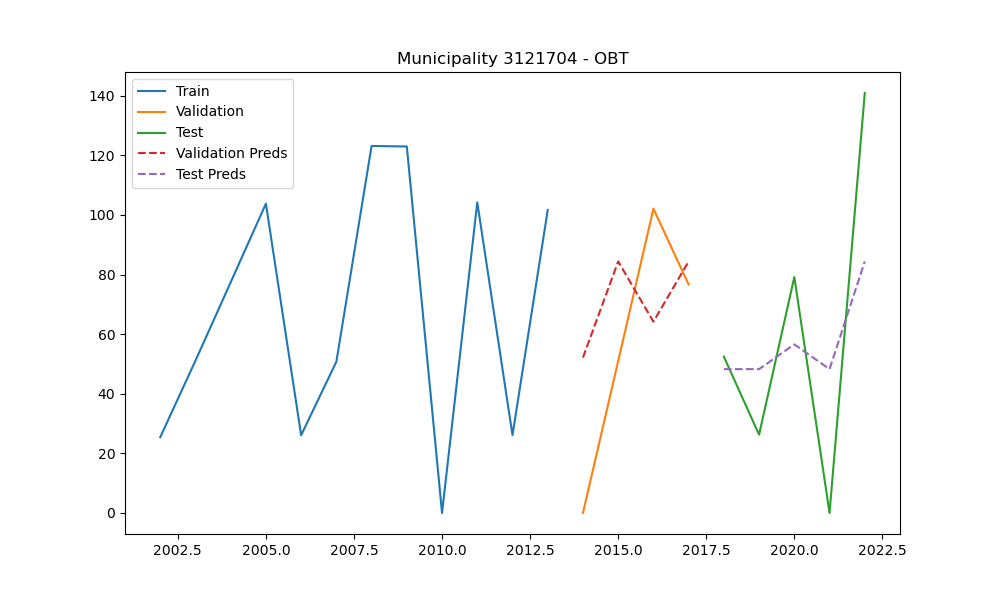 Municipality 3121704 - OBT
Train
Validation
Test
Validation Preds
Test Preds
140
120
100
80
60
40
20
0
2002.5 2005.0 2007.5 2010.0 2012.5 2015.0 2017.5 2020.0 2022.5